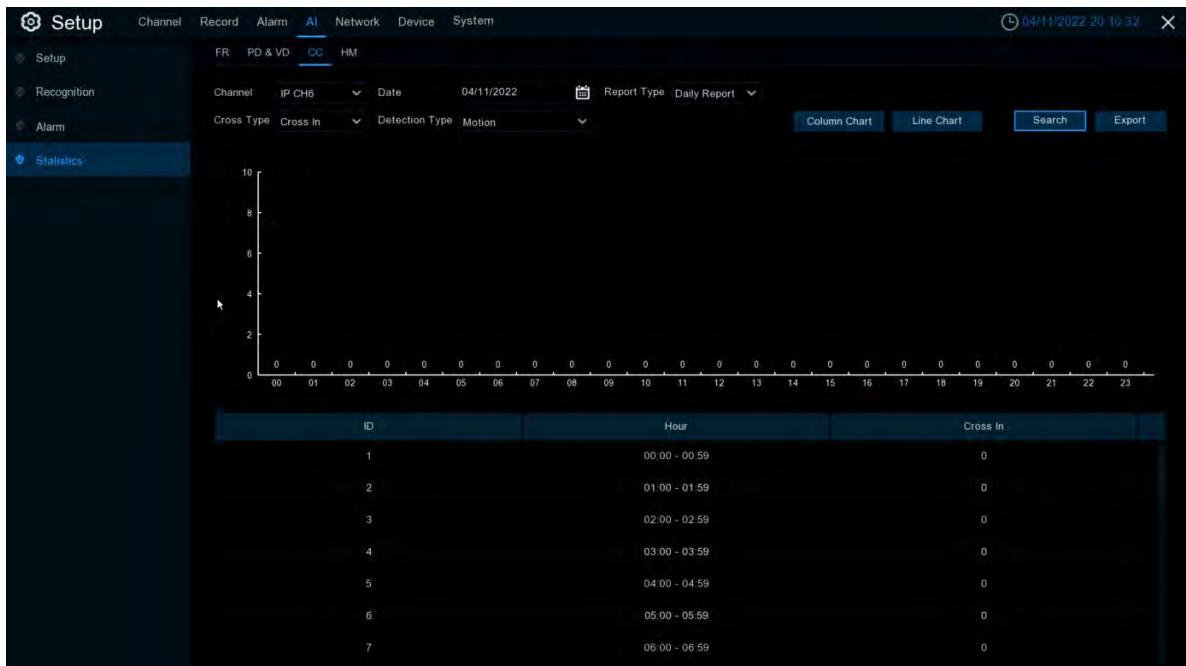 Setup Channel Record Alarm AI Network Device System 04/11/2022 20:10:32
Setup
Recognition
Alarm
Statistics
FR PD & VD CC HM
Channel IP CH6 Date 04/11/2022 Report Type Daily Report
Cross Type Cross In Detection Type Motion Column Chart Line Chart Search Export
10
8
6
4
2
0 0 0 0 0 0 0 0 0 0 0 0 0 0 0 0 0 0 0 0 0 0 0 0
0
00 01 02 03 04 05 06 07 08 09 10 11 12 13 14 15 16 17 18 19 20 21 22 23
ID Hour Cross In
1 00:00 - 00:59 0
2 01:00 - 01:59 0
3 02:00 - 02:59 0
4 03:00 - 03:59 0
5 04:00 - 04:59 0
6 05:00 - 05:59 0
7 06:00 - 06:59 0